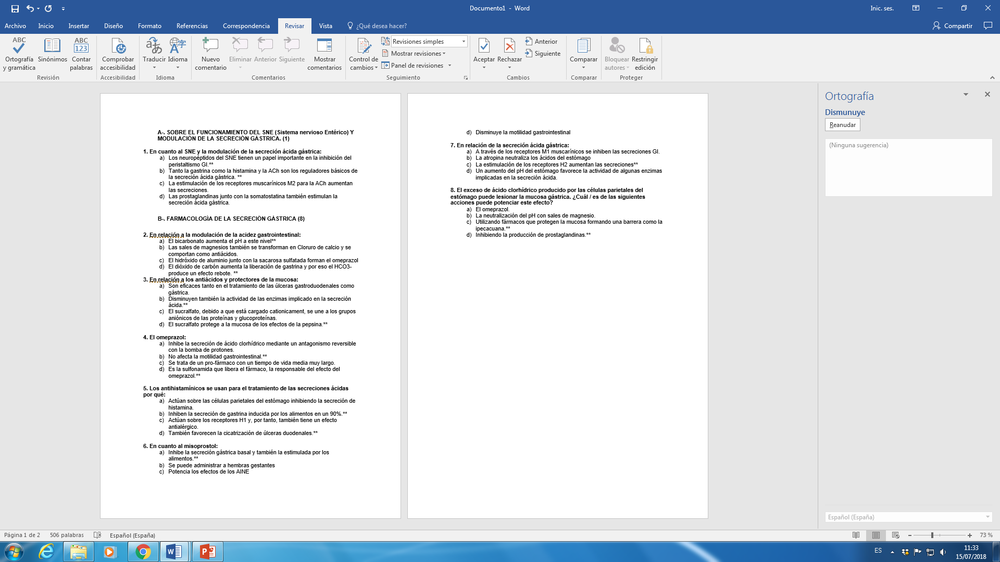 Documento1 - Word
Inic. ses.
Archivo Inicio Insertar Diseño Formato Referencias Correspondencia Revisar Vista ¿Qué desea hacer? Compartir
ABC Ortografía y gramática
Sinónimos
ABC 123 Contar palabras
Revisión
Comprobar accesibilidad
Accesibilidad
Traducir Idioma
Idioma
Nuevo comentario
Eliminar Anterior Siguiente
Mostrar comentarios
Comentarios
Control de cambios
Revisiones simples
Mostrar revisiones
Panel de revisiones
Seguimiento
Aceptar Rechazar
Anterior
Siguiente
Cambios
Comparar
Comparar
Bloquear autores
Restringir edición
Proteger
A-. SOBRE EL FUNCIONAMIENTO DEL SNE (Sistema nervioso Entérico) Y
MODULACIÓN DE LA SECRECIÓN GÁSTRICA. (1)
1. En cuanto al SNE y la modulación de la secreción ácida gástrica:
a) Los neuropéptidos del SNE tienen un papel importante en la inhibición del
peristaltismo GI.**
b) Tanto la gastrina como la histamina y la ACh son los reguladores básicos de
la secreción ácida gástrica. **
c) La estimulación de los receptores muscarínicos M2 para la ACh aumentan
las secreciones.
d) Las prostaglandinas junto con la somatostatina también estimulan la
secreción ácida gástrica.
B-. FARMACOLOGÌA DE LA SECRECIÓN GÁSTRICA (8)
2. En relación a la modulación de la acidez gastrointestinal:
a) El bicarbonato aumenta el pH a este nivel**
b) Las sales de magnesios también se transforman en Cloruro de calcio y se
comportan como antiácidos.
c) El hidróxido de aluminio junto con la sacarosa sulfatada forman el omeprazol
d) El dióxido de carbón aumenta la liberación de gastrina y por eso el HCO3-
produce un efecto rebote. **
3. En relación a los antiácidos y protectores de la mucosa:
a) Son eficaces tanto en el tratamiento de las úlceras gastroduodenales como
gástrica.
b) Disminuyen también la actividad de las enzimas implicado en la secreción
ácida.**
c) El sucralfato, debido a que está cargado cationicament, se une a los grupos
aniónicos de las proteínas y glucoproteínas.
d) El sucralfato protege a la mucosa de los efectos de la pepsina.**
4. El omeprazol:
a) Inhibe la secreción de ácido clorhídrico mediante un antagonismo reversible
con la bomba de protones.
b) No afecta la motilidad gastrointestinal.**
c) Se trata de un pro-fármaco con un tiempo de vida media muy largo.
d) Es la sulfonamida que libera el fármaco, la responsable del efecto del
omeprazol.**
5. Los antihistamínicos se usan para el tratamiento de las secreciones ácidas
por qué:
a) Actúan sobre las células parietales del estómago inhibiendo la secreción de
histamina.
b) Inhiben la secreción de gastrina inducida por los alimentos en un 90%.**
c) Actúan sobre los receptores H1 y, por tanto, también tiene un efecto
antialérgico.
d) También favorecen la cicatrización de úlceras duodenales.**
6. En cuanto al misoprostol:
a) Inhibe la secreción gástrica basal y también la estimulada por los
alimentos.**
b) Se puede administrar a hembras gestantes
c) Potencia los efectos de los AINE
d) Disminuye la motilidad gastrointestinal
7. En relación de la secreción ácida gástrica:
a) A través de los receptores M1 muscarínicos se inhiben las secreciones GI.
b) La atropina neutraliza los ácidos del estómago
c) La estimulación de los receptores H2 aumentan las secreciones**
d) Un aumento del pH del estómago favorece la actividad de algunas enzimas
implicadas en la secreción ácida.
8. El exceso de ácido clorhídrico producido por las células parietales del
estómago puede lesionar la mucosa gástrica. ¿Cuál / es de las siguientes
acciones puede potenciar este efecto?
a) El omeprazol.
b) La neutralización del pH con sales de magnesio.
c) Utilizando fármacos que protegen la mucosa formando una barrera como la
ipecacuana.**
d) Inhibiendo la producción de prostaglandinas.**
Ortografía
Dismunuye
Reanudar
(Ninguna sugerencia)
Español (España)
Página 1 de 2 506 palabras Español (España)
73 %
ES
11:33
15/07/2018